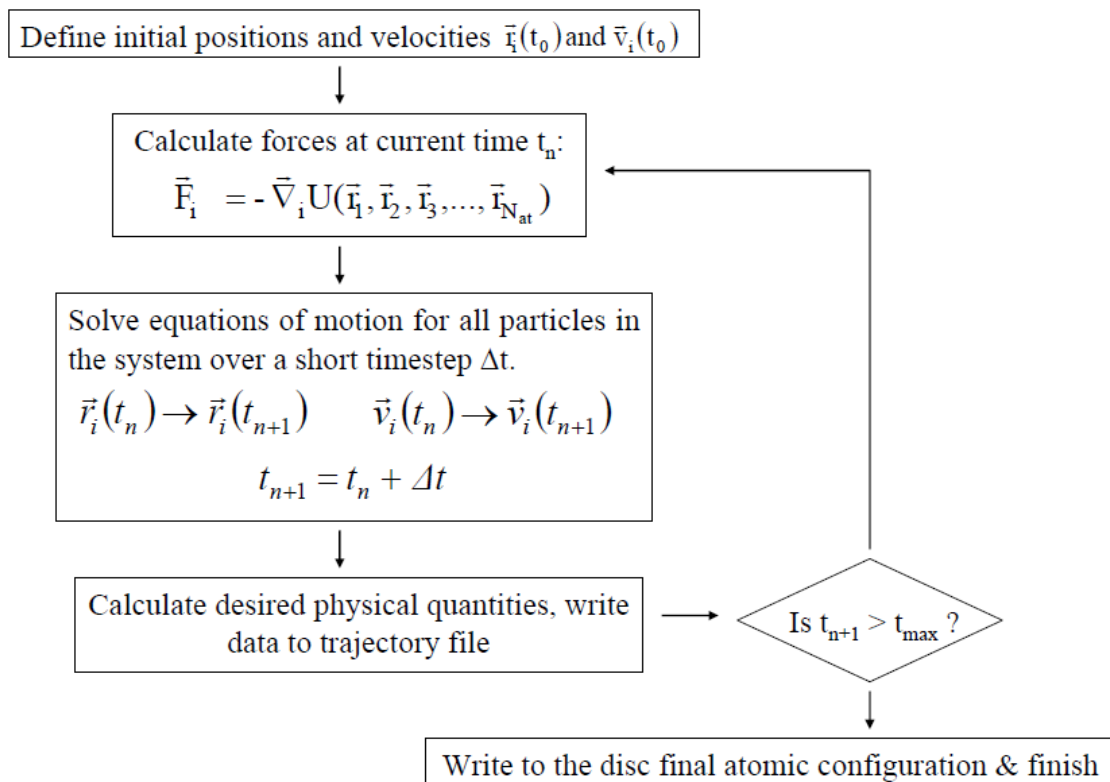 Define initial positions and velocities r⃗ᵢ(t₀) and v⃗ᵢ(t₀)
Calculate forces at current time tₙ:
F⃗ᵢ = - ∇⃗ᵢU(r⃗₁, r⃗₂, r⃗₃,..., r⃗_{N_at})
Solve equations of motion for all particles in
the system over a short timestep Δt.
r⃗ᵢ(tₙ) → r⃗ᵢ(tₙ₊₁) v⃗ᵢ(tₙ) → v⃗ᵢ(tₙ₊₁)
tₙ₊₁ = tₙ + Δt
Calculate desired physical quantities, write
data to trajectory file
Is tₙ₊₁ > t_max ?
Write to the disc final atomic configuration & finish